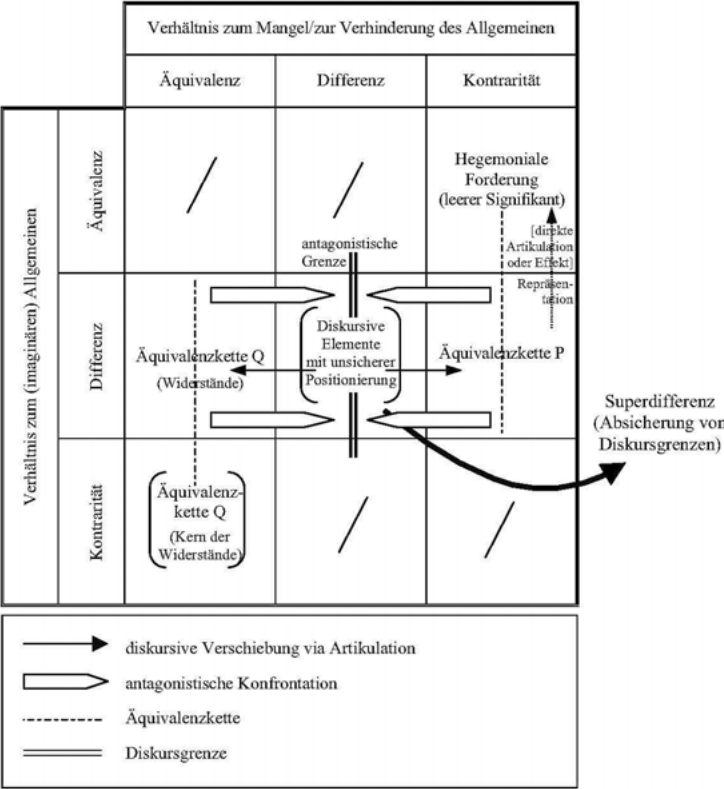 Verhältnis zum Mangel/zur Verhinderung des Allgemeinen
Äquivalenz
Differenz
Kontrarität
Verhältnis zum (imaginären) Allgemeinen
Äquivalenz
Hegemoniale
Forderung
(leerer Signifikant)
antagonistische
Grenze
[direkte
Artikulation
oder Effekt]
Repräsen-
tation
Differenz
Äquivalenzkette Q
(Widerstände)
Diskursive
Elemente
mit unsicherer
Positionierung
Äquivalenzkette P
Superdifferenz
(Absicherung von
Diskursgrenzen)
Kontrarität
Äquivalenz-
kette Q
(Kern der
Widerstände)
diskursive Verschiebung via Artikulation
antagonistische Konfrontation
Äquivalenzkette
Diskursgrenze